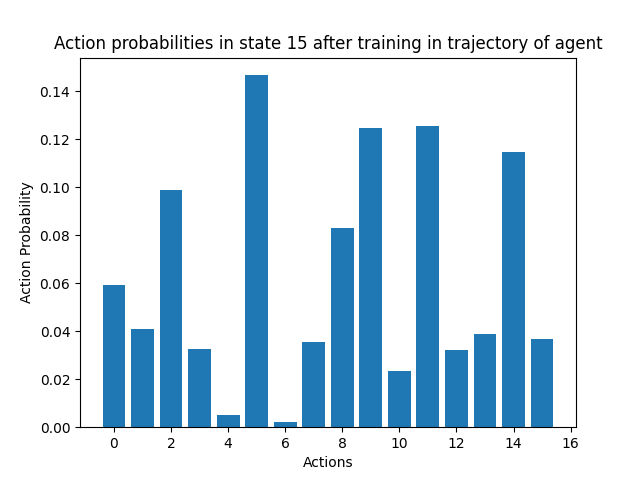 Action probabilities in state 15 after training in trajectory of agent
0.14
0.12
0.10
0.08
0.06
0.04
0.02
0.00
Action Probability
0 2 4 6 8 10 12 14 16
Actions